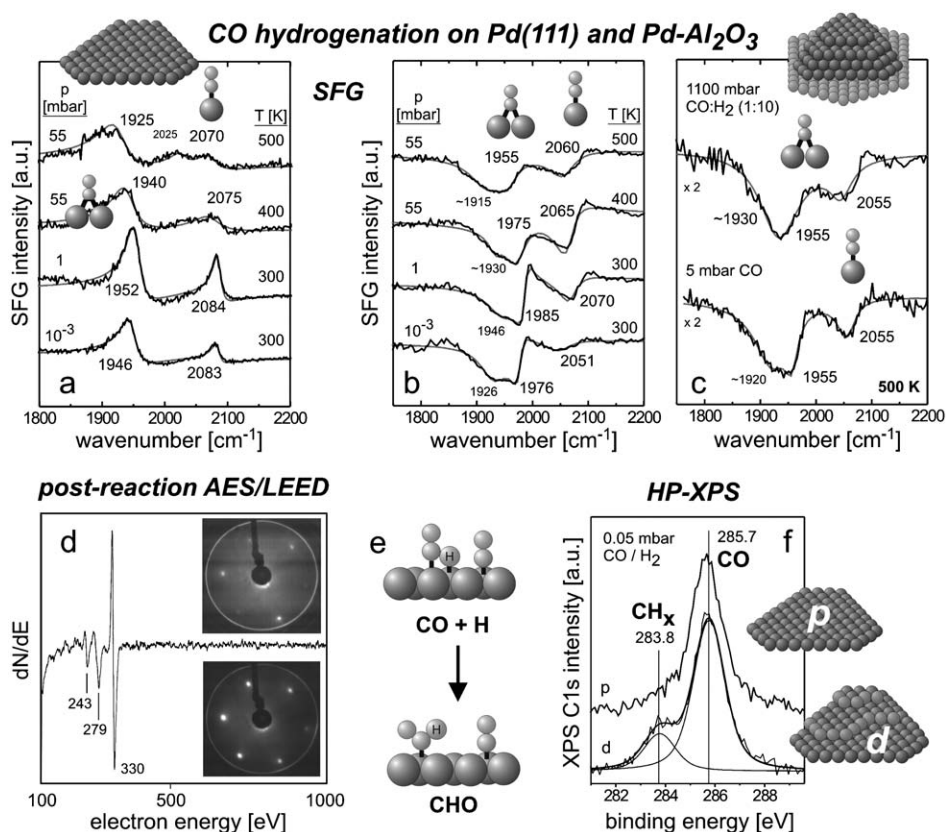 CO hydrogenation on Pd(111) and Pd-Al2O3
SFG
p
[mbar]
T [K]
1925
2025
2070
55
500
1940
2075
55
400
1
300
1952
2084
10-3
300
1946
2083
a
SFG intensity [a.u.]
1800 1900 2000 2100 2200
wavenumber [cm-1]
p
[mbar]
T [K]
55
1955
2060
500
~1915
55
1975
2065
400
~1930
1
300
1946
1985
2070
10-3
300
2051
1926
1976
b
SFG intensity [a.u.]
1800 1900 2000 2100 2200
wavenumber [cm-1]
1100 mbar
CO:H2 (1:10)
x 2
~1930
1955
2055
5 mbar CO
x 2
2055
~1920
1955
c
500 K
1800 1900 2000 2100 2200
wavenumber [cm-1]
post-reaction AES/LEED
d
dN/dE
243
279
330
100 500 1000
electron energy [eV]
e
H
CO + H
H
CHO
HP-XPS
0.05 mbar
CO / H2
285.7
CO
f
CHx
283.8
p
d
p
d
XPS C1s intensity [a.u.]
282 284 286 288
binding energy [eV]